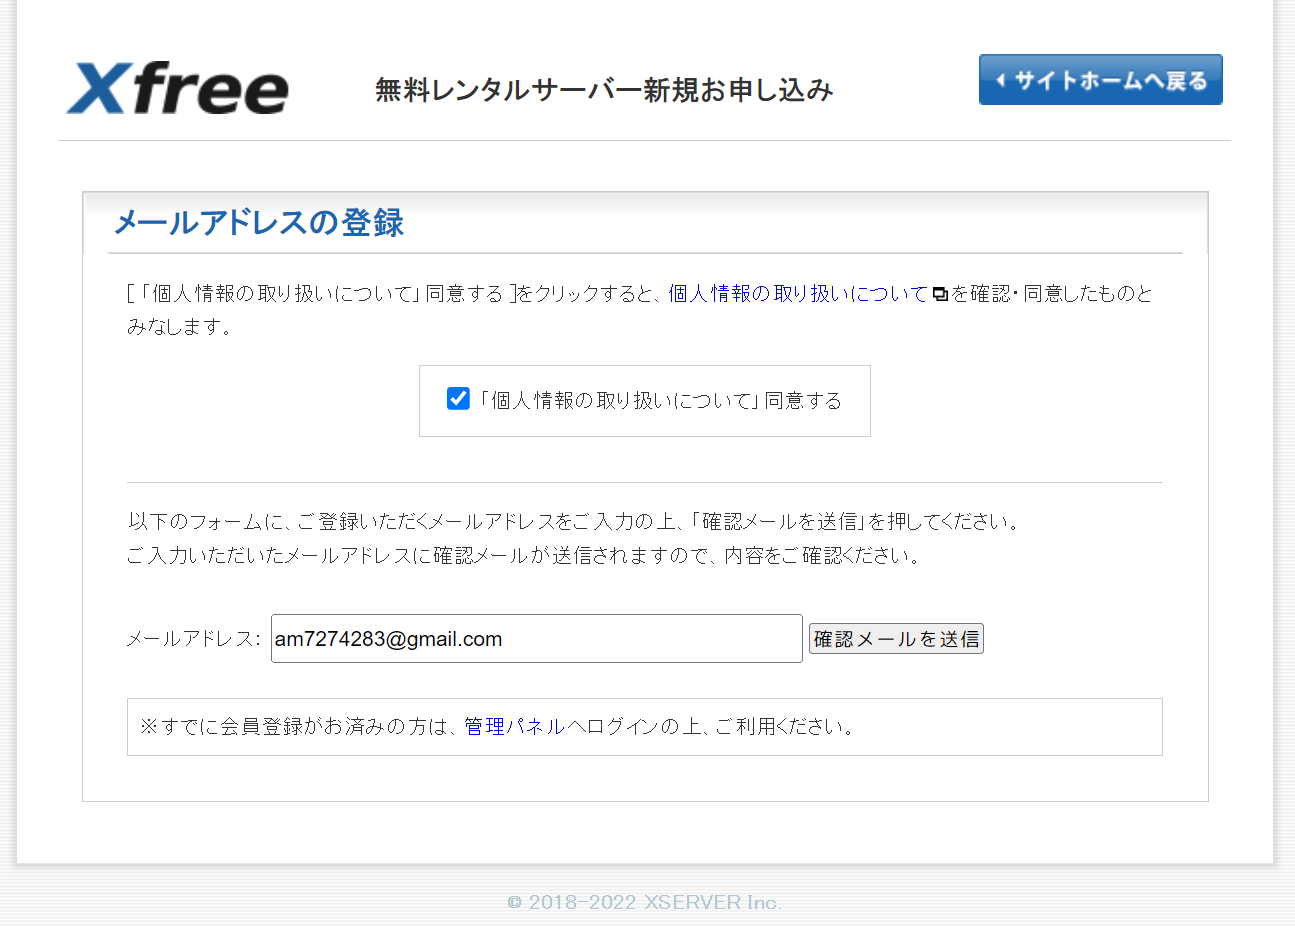 Xfree
無料レンタルサーバー新規お申し込み
サイトホームへ戻る
メールアドレスの登録
[「個人情報の取り扱いについて」同意する ]をクリックすると、個人情報の取り扱いについてを確認・同意したものと
みなします。
「個人情報の取り扱いについて」同意する
以下のフォームに、ご登録いただくメールアドレスをご入力の上、「確認メールを送信」を押してください。
ご入力いただいたメールアドレスに確認メールが送信されますので、内容をご確認ください。
メールアドレス： am7274283@gmail.com 確認メールを送信
※すでに会員登録がお済みの方は、管理パネルへログインの上、ご利用ください。
© 2018-2022 XSERVER Inc.